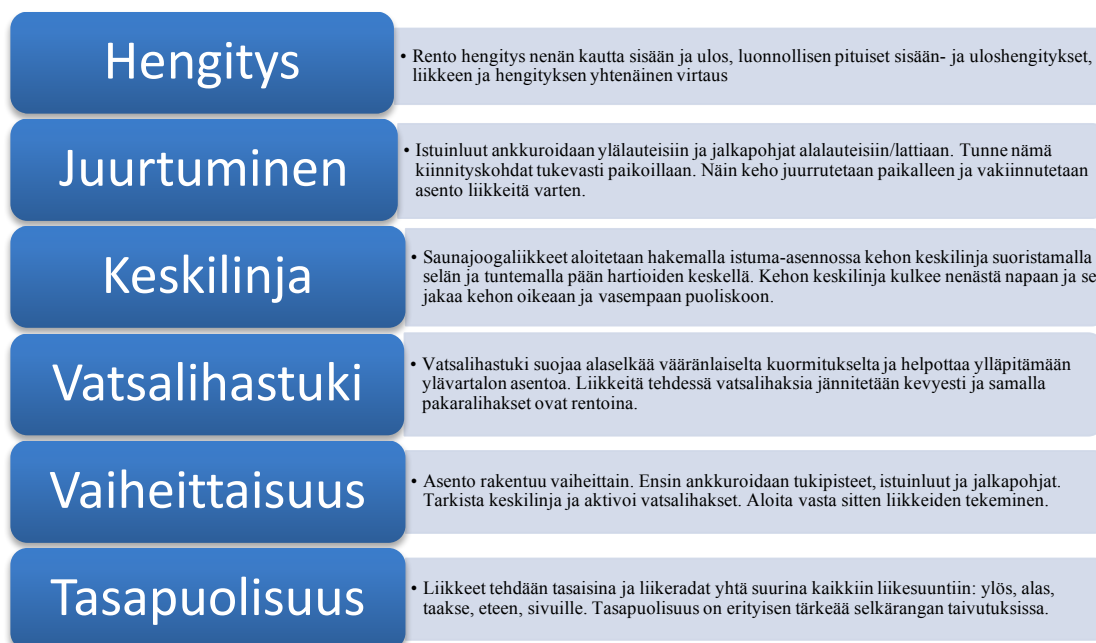 Hengitys
• Rento hengitys nenän kautta sisään ja ulos, luonnollisen pituiset sisään- ja uloshengitykset,
liikkeen ja hengityksen yhtenäinen virtaus
Juurtuminen
• Istuinluut ankkuroidaan ylälauteisiin ja jalkapohjat alalauteisiin/lattiaan. Tunne nämä
kiinnityskohdat tukevasti paikoillaan. Näin keho juurrutetaan paikalleen ja vakiinnutetaan
asento liikkeitä varten.
Keskilinja
• Saunajoogaliikkeet aloitetaan hakemalla istuma-asennossa kehon keskilinja suoristamalla
selän ja tuntemalla pään hartioiden keskellä. Kehon keskilinja kulkee nenästä napaan ja se
jakaa kehon oikeaan ja vasempaan puoliskoon.
Vatsalihastuki
• Vatsalihastuki suojaa alaselkää vääränlaiselta kuormitukselta ja helpottaa ylläpitämään
ylävartalon asentoa. Liikkeitä tehdessä vatsalihaksia jännitetään kevyesti ja samalla
pakaralihakset ovat rentoina.
Vaiheittaisuus
• Asento rakentuu vaiheittain. Ensin ankkuroidaan tukipisteet, istuinluut ja jalkapohjat.
Tarkista keskilinja ja aktivoi vatsalihakset. Aloita vasta sitten liikkeiden tekeminen.
Tasapuolisuus
• Liikkeet tehdään tasaisina ja liikeradat yhtä suurina kaikkiin liikesuuntiin: ylös, alas,
taakse, eteen, sivuille. Tasapuolisuus on erityisen tärkeää selkärangan taivutuksissa.